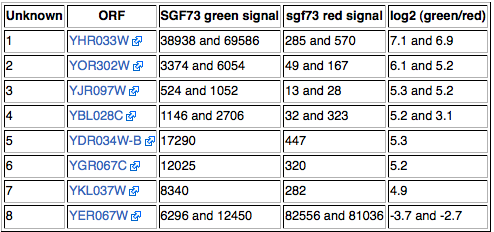 Unknown ORF SGF73 green signal sgf73 red signal log2 (green/red)
1 YHR033W 38938 and 69586 285 and 570 7.1 and 6.9
2 YOR302W 3374 and 6054 49 and 167 6.1 and 5.2
3 YJR097W 524 and 1052 13 and 28 5.3 and 5.2
4 YBL028C 1146 and 2706 32 and 323 5.2 and 3.1
5 YDR034W-B 17290 447 5.3
6 YGR067C 12025 320 5.2
7 YKL037W 8340 282 4.9
8 YER067W 6296 and 12450 82556 and 81036 -3.7 and -2.7